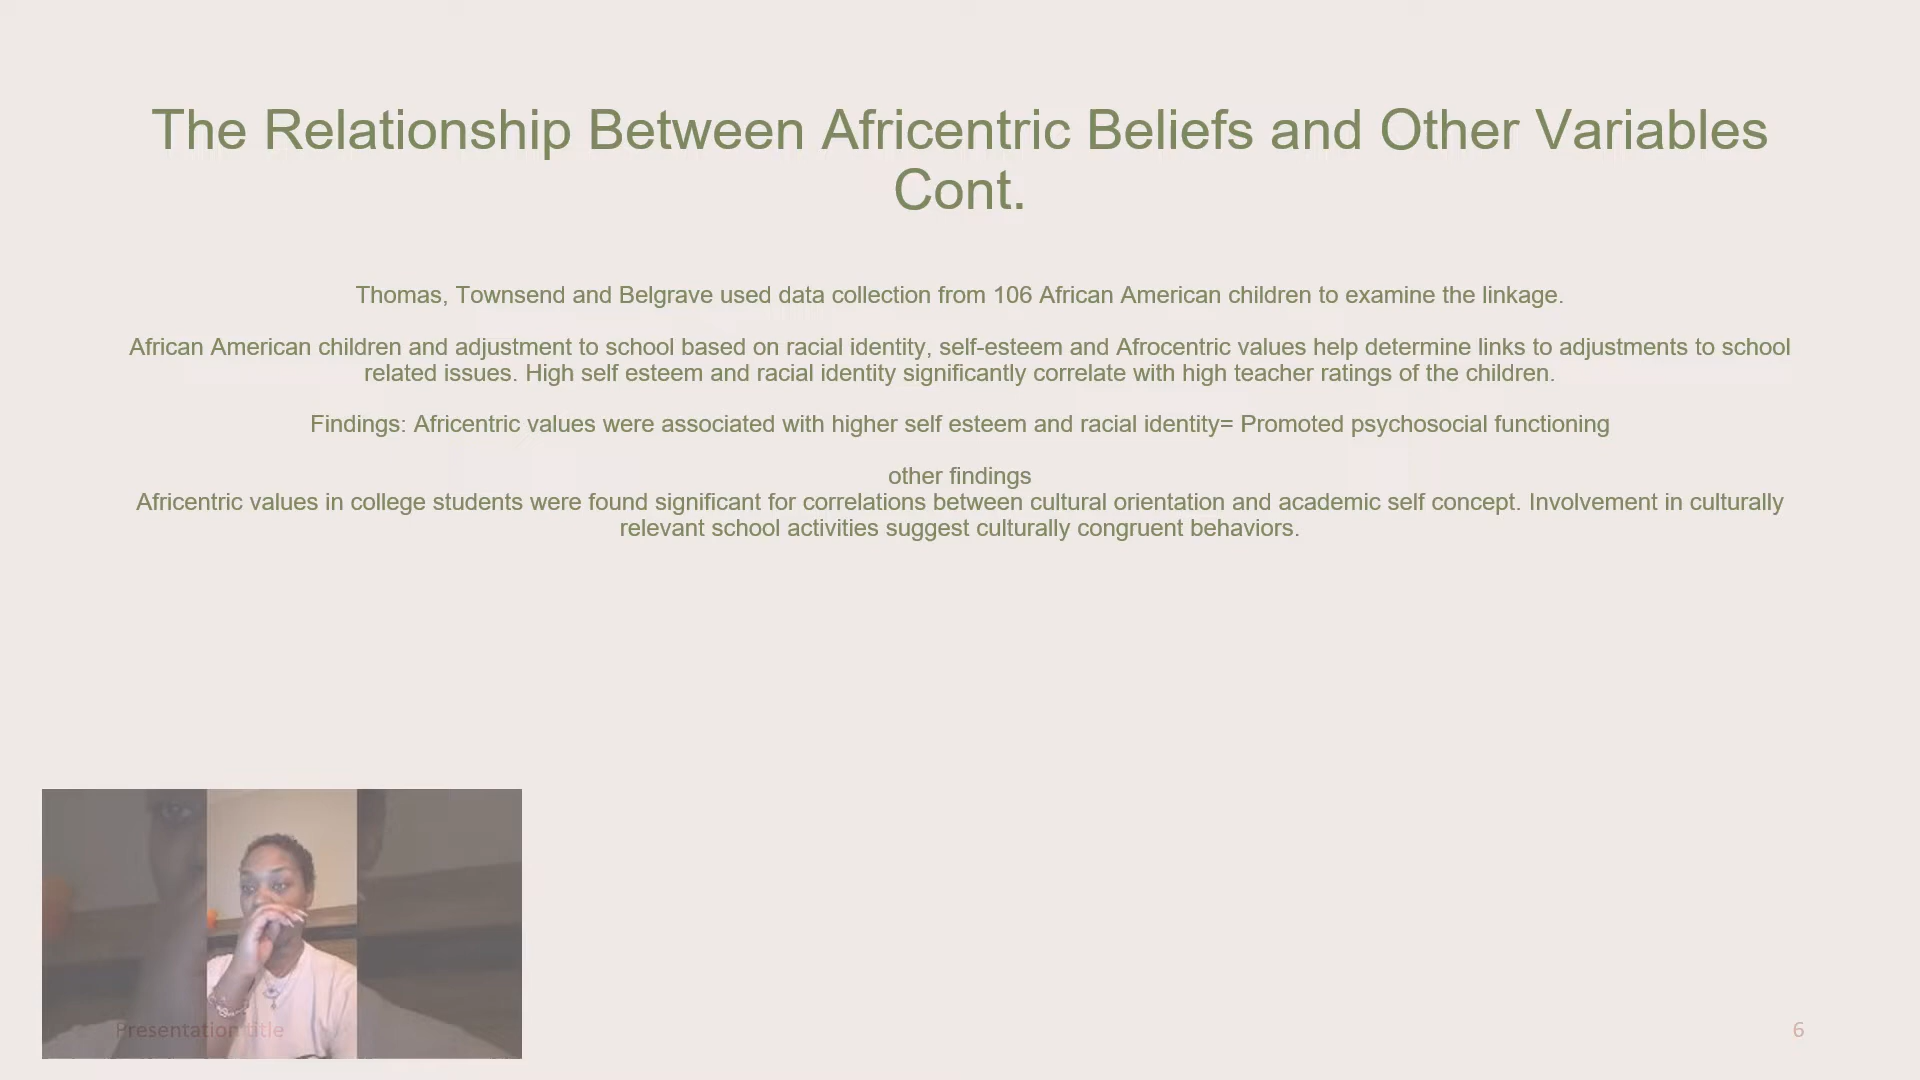 The Relationship Between Africentric Beliefs and Other Variables
Cont.
Thomas, Townsend and Belgrave used data collection from 106 African American children to examine the linkage.
African American children and adjustment to school based on racial identity, self-esteem and Afrocentric values help determine links to adjustments to school
related issues. High self esteem and racial identity significantly correlate with high teacher ratings of the children.
Findings: Africentric values were associated with higher self esteem and racial identity= Promoted psychosocial functioning
other findings
Africentric values in college students were found significant for correlations between cultural orientation and academic self concept. Involvement in culturally
relevant school activities suggest culturally congruent behaviors.
Presentation title
6